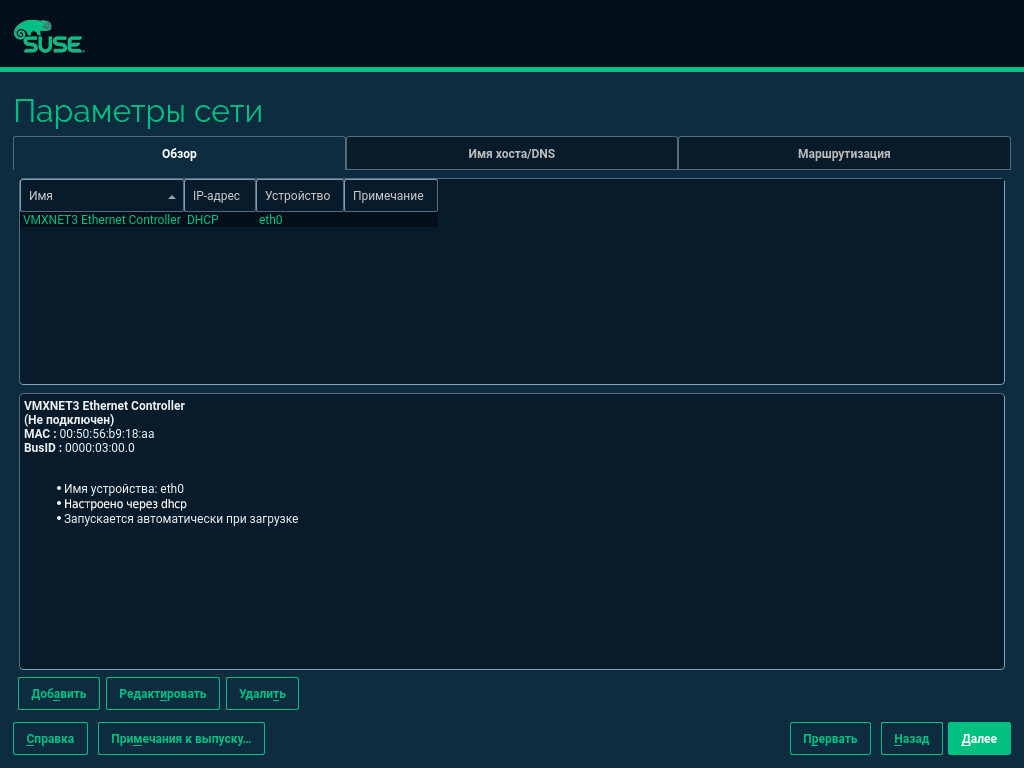 SUSE
Параметры сети
Обзор
Имя хоста/DNS
Маршрутизация
Имя IP-адрес Устройство Примечание
VMXNET3 Ethernet Controller DHCP eth0
VMXNET3 Ethernet Controller
(Не подключен)
MAC : 00:50:56:b9:18:aa
BusID : 0000:03:00.0
• Имя устройства: eth0
• Настроено через dhcp
• Запускается автоматически при загрузке
Добавить Редактировать Удалить
Справка Примечания к выпуску... Прервать Назад Далее